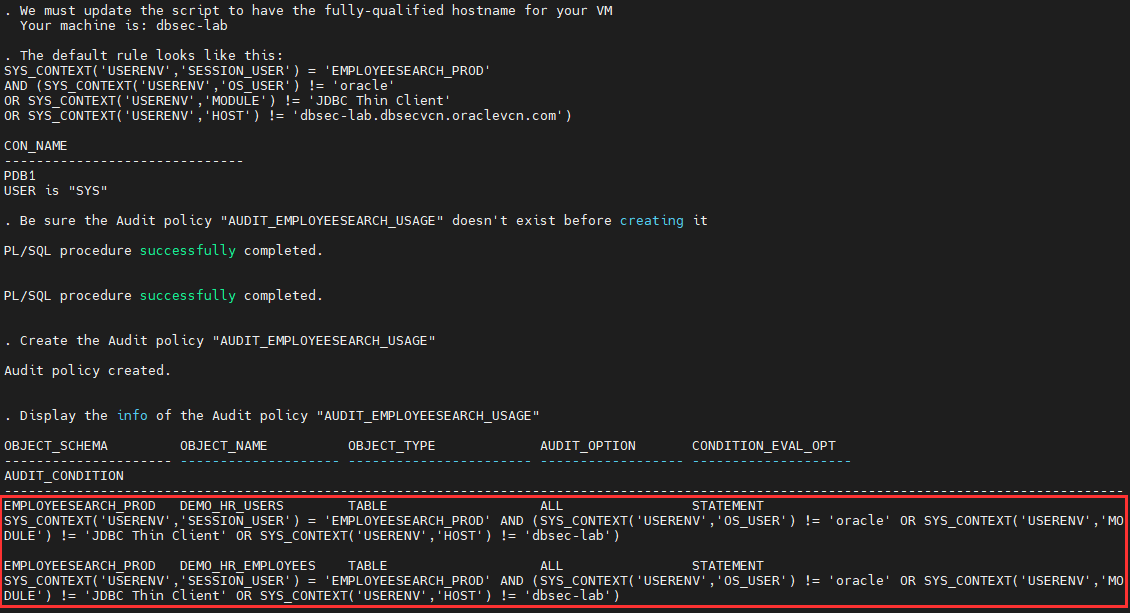 . We must update the script to have the fully-qualified hostname for your VM
  Your machine is: dbsec-lab
. The default rule looks like this:
SYS_CONTEXT('USERENV','SESSION_USER') = 'EMPLOYEESEARCH_PROD'
AND (SYS_CONTEXT('USERENV','OS_USER') != 'oracle'
OR SYS_CONTEXT('USERENV','MODULE') != 'JDBC Thin Client'
OR SYS_CONTEXT('USERENV','HOST') != 'dbsec-lab.dbsecvcn.oraclevcn.com')
CON_NAME
------------------------------
PDB1
USER is "SYS"
. Be sure the Audit policy "AUDIT_EMPLOYEESEARCH_USAGE" doesn't exist before creating it
PL/SQL procedure successfully completed.
PL/SQL procedure successfully completed.
. Create the Audit policy "AUDIT_EMPLOYEESEARCH_USAGE"
Audit policy created.
. Display the info of the Audit policy "AUDIT_EMPLOYEESEARCH_USAGE"
OBJECT_SCHEMA         OBJECT_NAME          OBJECT_TYPE             AUDIT_OPTION       CONDITION_EVAL_OPT
--------------------- -------------------- ----------------------- ------------------ --------------------
AUDIT_CONDITION
--------------------------------------------------------------------------------------------------------------------------------------------
EMPLOYEESEARCH_PROD   DEMO_HR_USERS        TABLE                   ALL                STATEMENT
SYS_CONTEXT('USERENV','SESSION_USER') = 'EMPLOYEESEARCH_PROD' AND (SYS_CONTEXT('USERENV','OS_USER') != 'oracle' OR SYS_CONTEXT('USERENV','MO
DULE') != 'JDBC Thin Client' OR SYS_CONTEXT('USERENV','HOST') != 'dbsec-lab')
EMPLOYEESEARCH_PROD   DEMO_HR_EMPLOYEES    TABLE                   ALL                STATEMENT
SYS_CONTEXT('USERENV','SESSION_USER') = 'EMPLOYEESEARCH_PROD' AND (SYS_CONTEXT('USERENV','OS_USER') != 'oracle' OR SYS_CONTEXT('USERENV','MO
DULE') != 'JDBC Thin Client' OR SYS_CONTEXT('USERENV','HOST') != 'dbsec-lab')